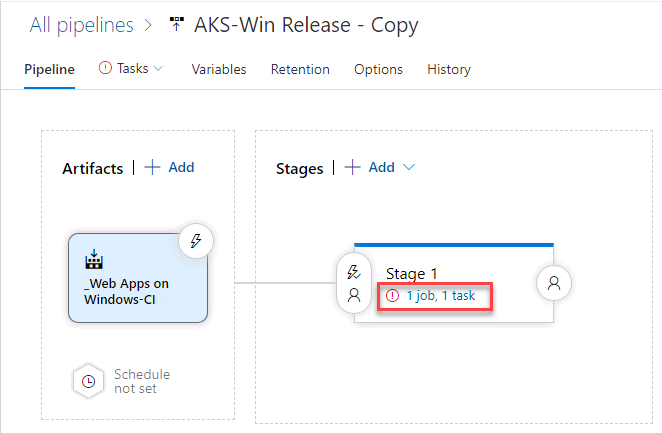 All pipelines > AKS-Win Release - Copy
Pipeline Tasks Variables Retention Options History
Artifacts | + Add
Stages | + Add
_Web Apps on
Windows-CI
Stage 1
1 job, 1 task
Schedule
not set